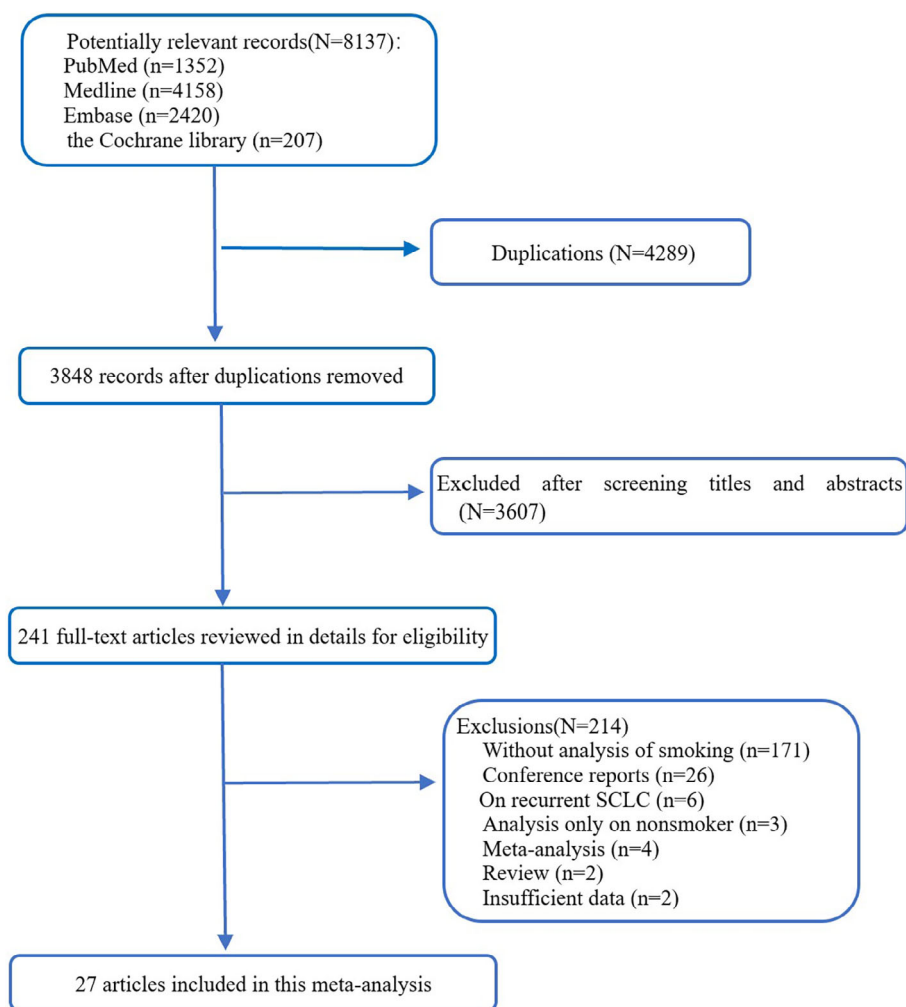 Potentially relevant records(N=8137):
PubMed (n=1352)
Medline (n=4158)
Embase (n=2420)
the Cochrane library (n=207)
Duplications (N=4289)
3848 records after duplications removed
Excluded after screening titles and abstracts
(N=3607)
241 full-text articles reviewed in details for eligibility
Exclusions(N=214)
Without analysis of smoking (n=171)
Conference reports (n=26)
On recurrent SCLC (n=6)
Analysis only on nonsmoker (n=3)
Meta-analysis (n=4)
Review (n=2)
Insufficient data (n=2)
27 articles included in this meta-analysis